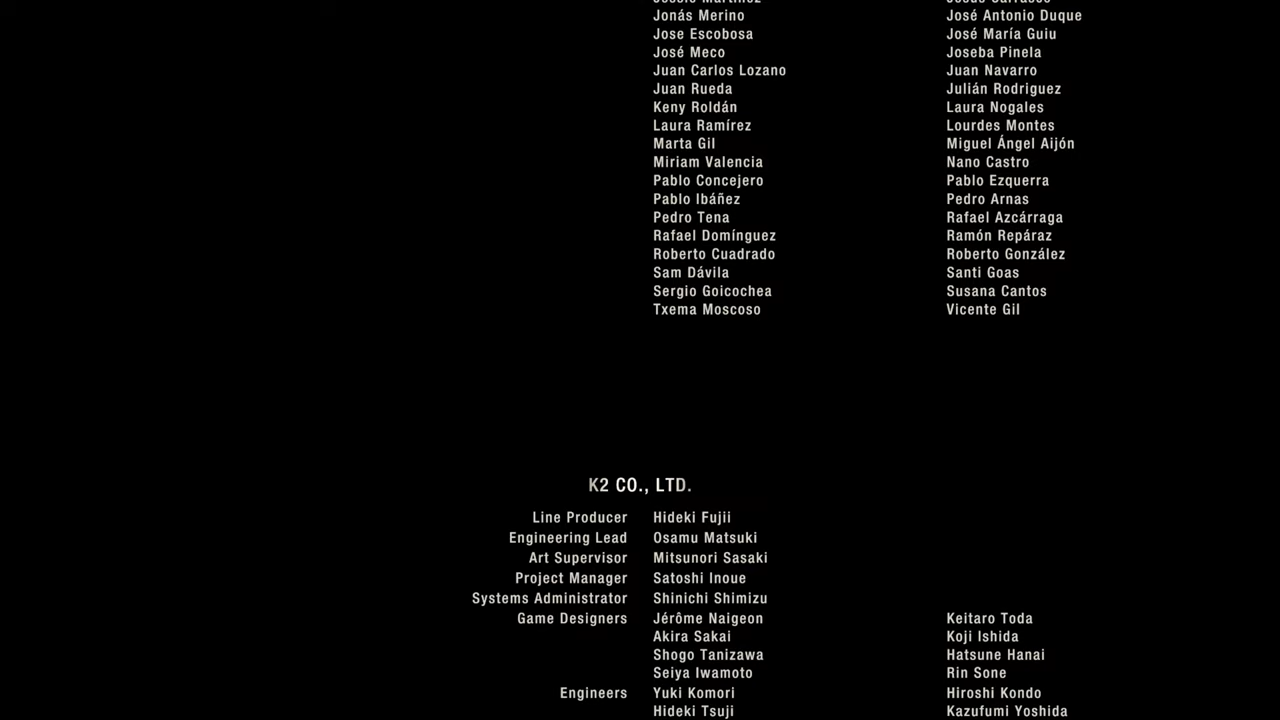 Jessie Martínez Jesús Carrasco
Jonás Merino José Antonio Duque
Jose Escobosa José María Guiu
José Meco Joseba Pinela
Juan Carlos Lozano Juan Navarro
Juan Rueda Julián Rodriguez
Keny Roldán Laura Nogales
Laura Ramírez Lourdes Montes
Marta Gil Miguel Ángel Aijón
Miriam Valencia Nano Castro
Pablo Concejero Pablo Ezquerra
Pablo Ibáñez Pedro Arnas
Pedro Tena Rafael Azcárraga
Rafael Domínguez Ramón Repáraz
Roberto Cuadrado Roberto González
Sam Dávila Santi Goas
Sergio Goicochea Susana Cantos
Txema Moscoso Vicente Gil
K2 CO., LTD.
Line Producer Hideki Fujii
Engineering Lead Osamu Matsuki
Art Supervisor Mitsunori Sasaki
Project Manager Satoshi Inoue
Systems Administrator Shinichi Shimizu
Game Designers Jérôme Naigeon Keitaro Toda
Akira Sakai Koji Ishida
Shogo Tanizawa Hatsune Hanai
Seiya Iwamoto Rin Sone
Engineers Yuki Komori Hiroshi Kondo
Hideki Tsuji Kazufumi Yoshida